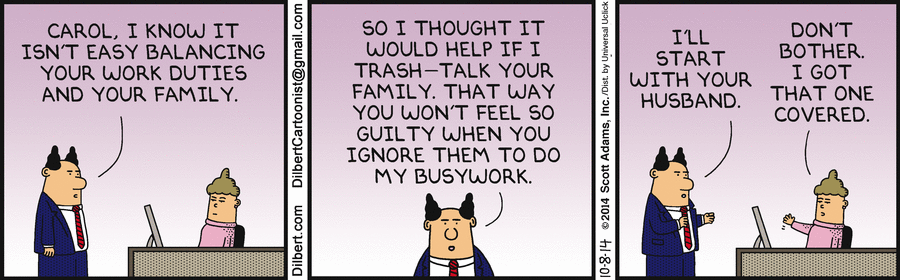 CAROL, I KNOW IT
ISN'T EASY BALANCING
YOUR WORK DUTIES
AND YOUR FAMILY.
Dilbert.com DilbertCartoonist@gmail.com
SO I THOUGHT IT
WOULD HELP IF I
TRASH-TALK YOUR
FAMILY. THAT WAY
YOU WON'T FEEL SO
GUILTY WHEN YOU
IGNORE THEM TO DO
MY BUSYWORK.
10-8-14 © 2014 Scott Adams, Inc. /Dist. by Universal Uclick
I'LL
START
WITH YOUR
HUSBAND.
DON'T
BOTHER.
I GOT
THAT ONE
COVERED.